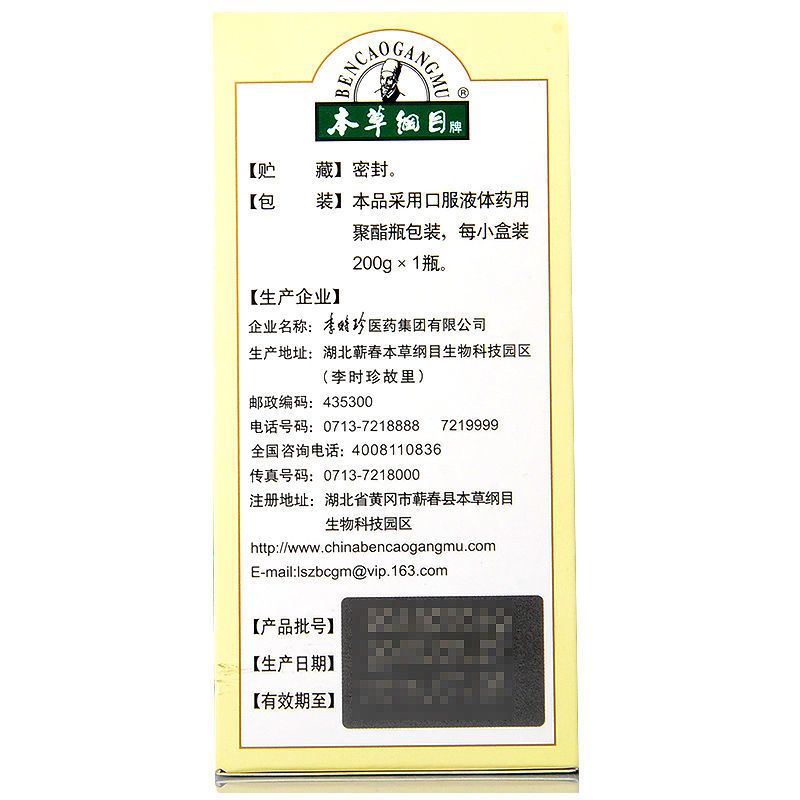 BENCAOGANGMU
®
本草纲目牌
【贮 藏】密封。
【包 装】本品采用口服液体药用
聚酯瓶包装，每小盒装
200g×1瓶。
【生产企业】
企业名称：李时珍医药集团有限公司
生产地址：湖北蕲春本草纲目生物科技园区
（李时珍故里）
邮政编码：435300
电话号码：0713-7218888 7219999
全国咨询电话：4008110836
传真号码：0713-7218000
注册地址：湖北省黄冈市蕲春县本草纲目
生物科技园区
http://www.chinabencaogangmu.com
E-mail:lszbcgm@vip.163.com
【产品批号】
【生产日期】
【有效期至】